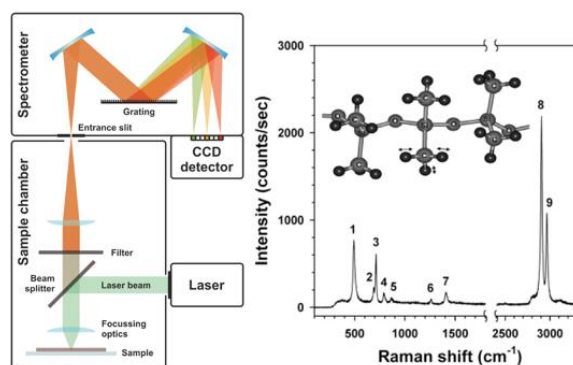 Spectrometer
Grating
Entrance slit
CCD
detector
Sample chamber
Filter
Beam
splitter
Laser beam
Laser
Focussing
optics
Sample
Intensity (counts/sec)
3000
2000
1000
0
1
2
3
4
5
6
7
8
9
500
1000
1500
2500
3000
Raman shift (cm⁻¹)